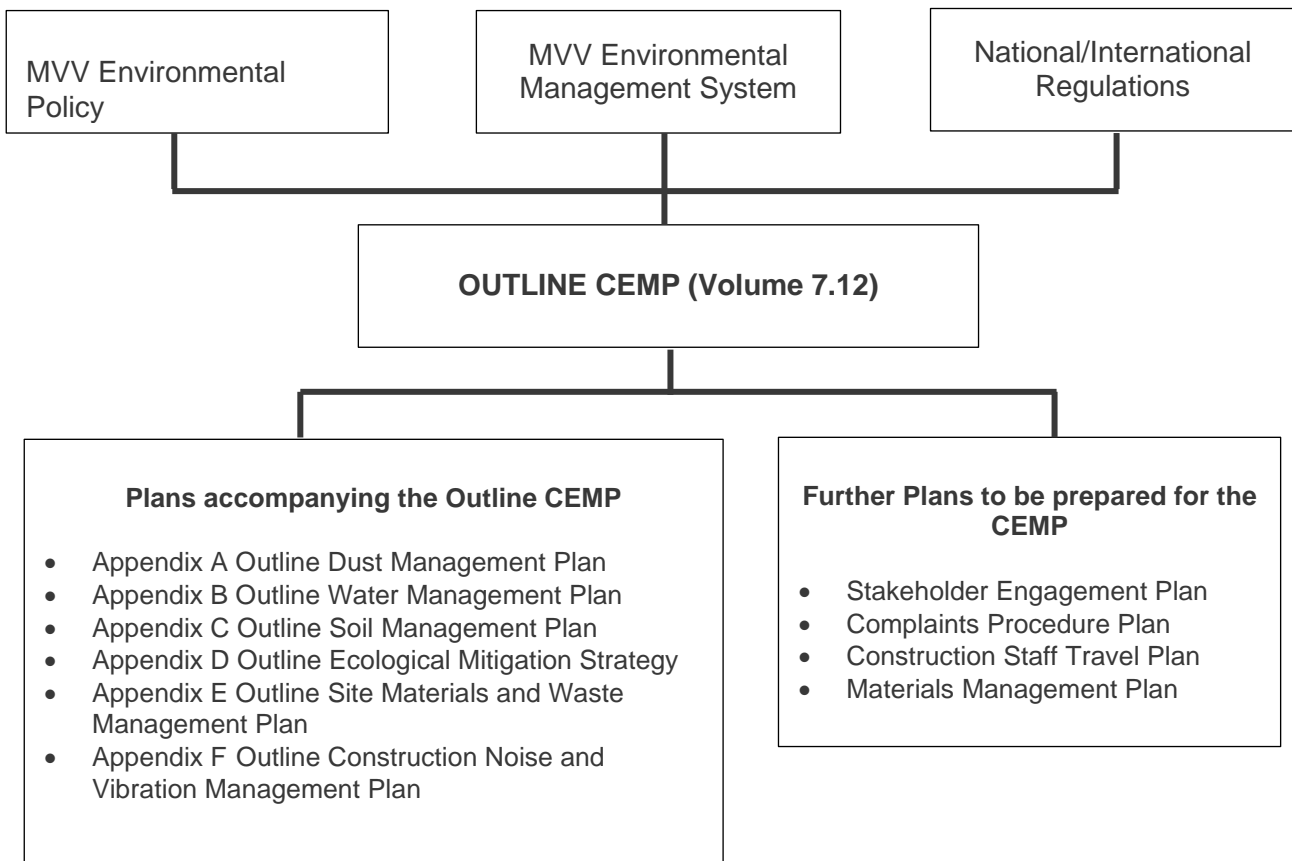 MVV Environmental
Policy
MVV Environmental
Management System
National/International
Regulations
OUTLINE CEMP (Volume 7.12)
Plans accompanying the Outline CEMP
• Appendix A Outline Dust Management Plan
• Appendix B Outline Water Management Plan
• Appendix C Outline Soil Management Plan
• Appendix D Outline Ecological Mitigation Strategy
• Appendix E Outline Site Materials and Waste
Management Plan
• Appendix F Outline Construction Noise and
Vibration Management Plan
Further Plans to be prepared for the
CEMP
• Stakeholder Engagement Plan
• Complaints Procedure Plan
• Construction Staff Travel Plan
• Materials Management Plan